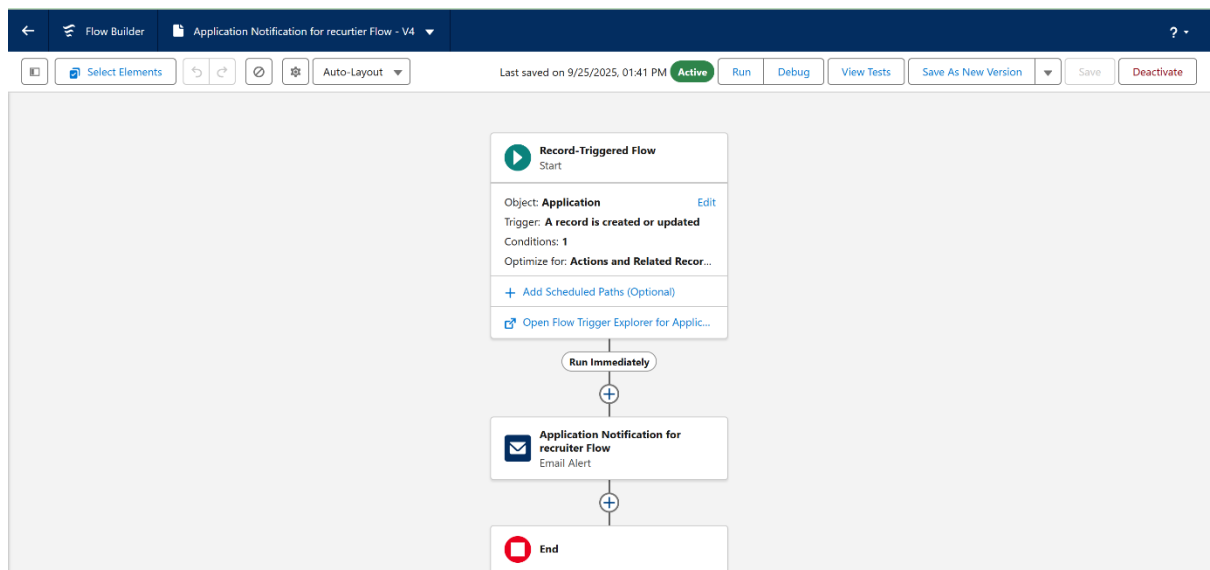 Flow Builder
Application Notification for recurtier Flow - V4
?
Select Elements
Auto-Layout
Last saved on 9/25/2025, 01:41 PM
Active
Run
Debug
View Tests
Save As New Version
Save
Deactivate
Record-Triggered Flow
Start
Object: Application
Edit
Trigger: A record is created or updated
Conditions: 1
Optimize for: Actions and Related Recor...
+ Add Scheduled Paths (Optional)
Open Flow Trigger Explorer for Applic...
Run Immediately
Application Notification for
recruiter Flow
Email Alert
End